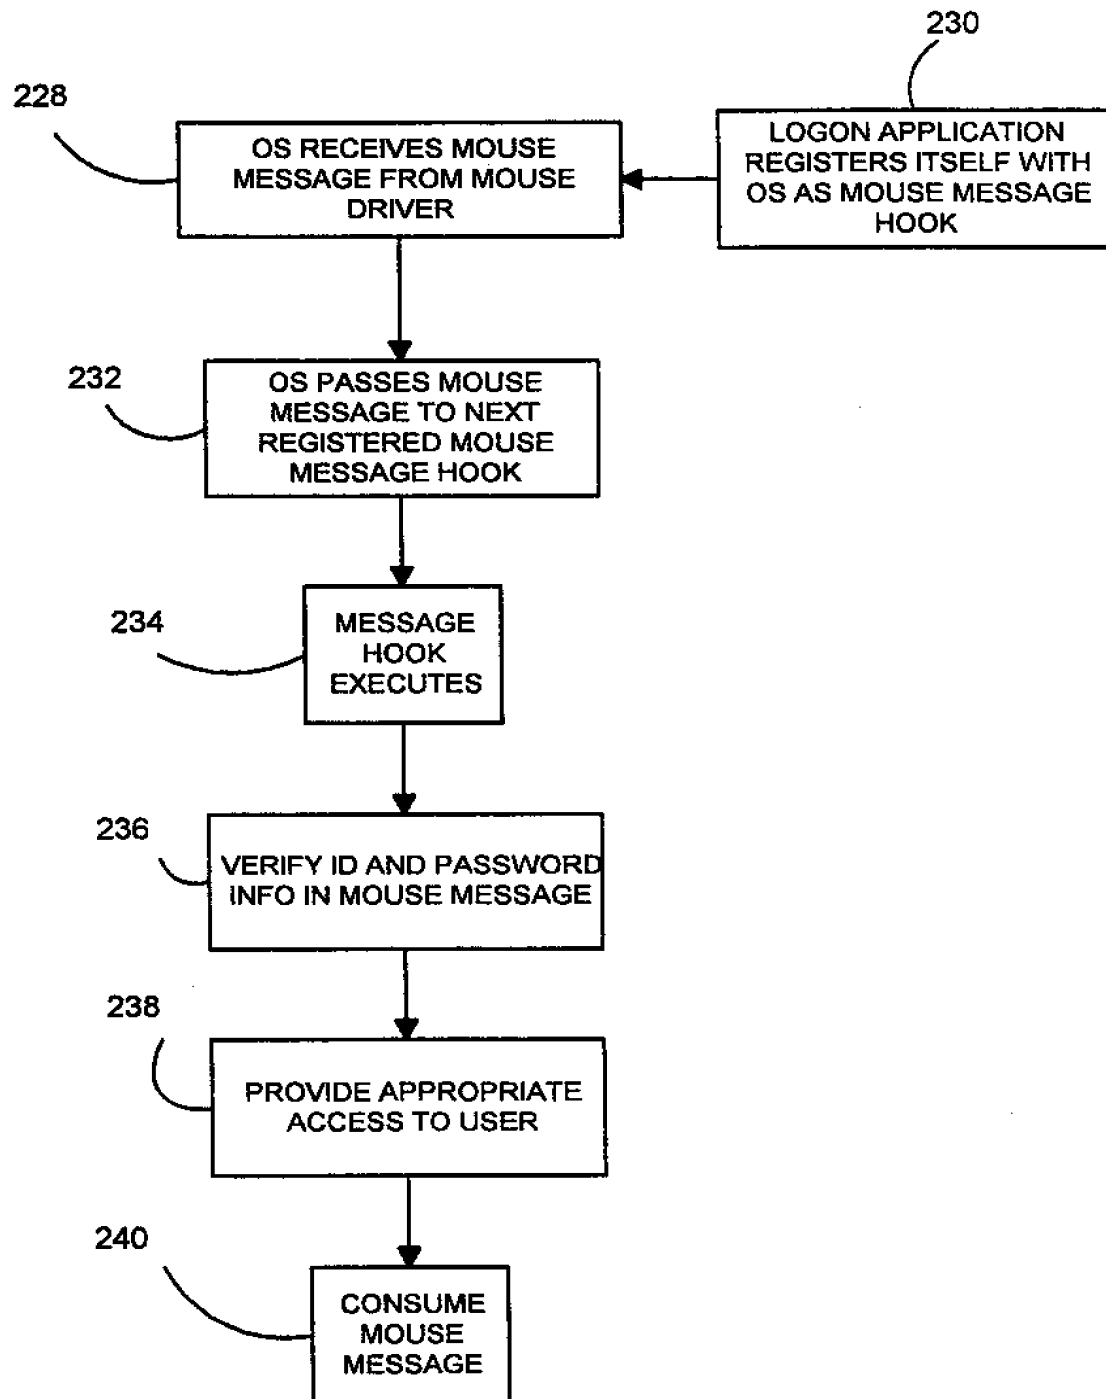 230
228
LOGON APPLICATION
REGISTERS ITSELF WITH
OS AS MOUSE MESSAGE
HOOK
OS RECEIVES MOUSE
MESSAGE FROM MOUSE
DRIVER
232
OS PASSES MOUSE
MESSAGE TO NEXT
REGISTERED MOUSE
MESSAGE HOOK
234
MESSAGE
HOOK
EXECUTES
236
VERIFY ID AND PASSWORD
INFO IN MOUSE MESSAGE
238
PROVIDE APPROPRIATE
ACCESS TO USER
240
CONSUME
MOUSE
MESSAGE